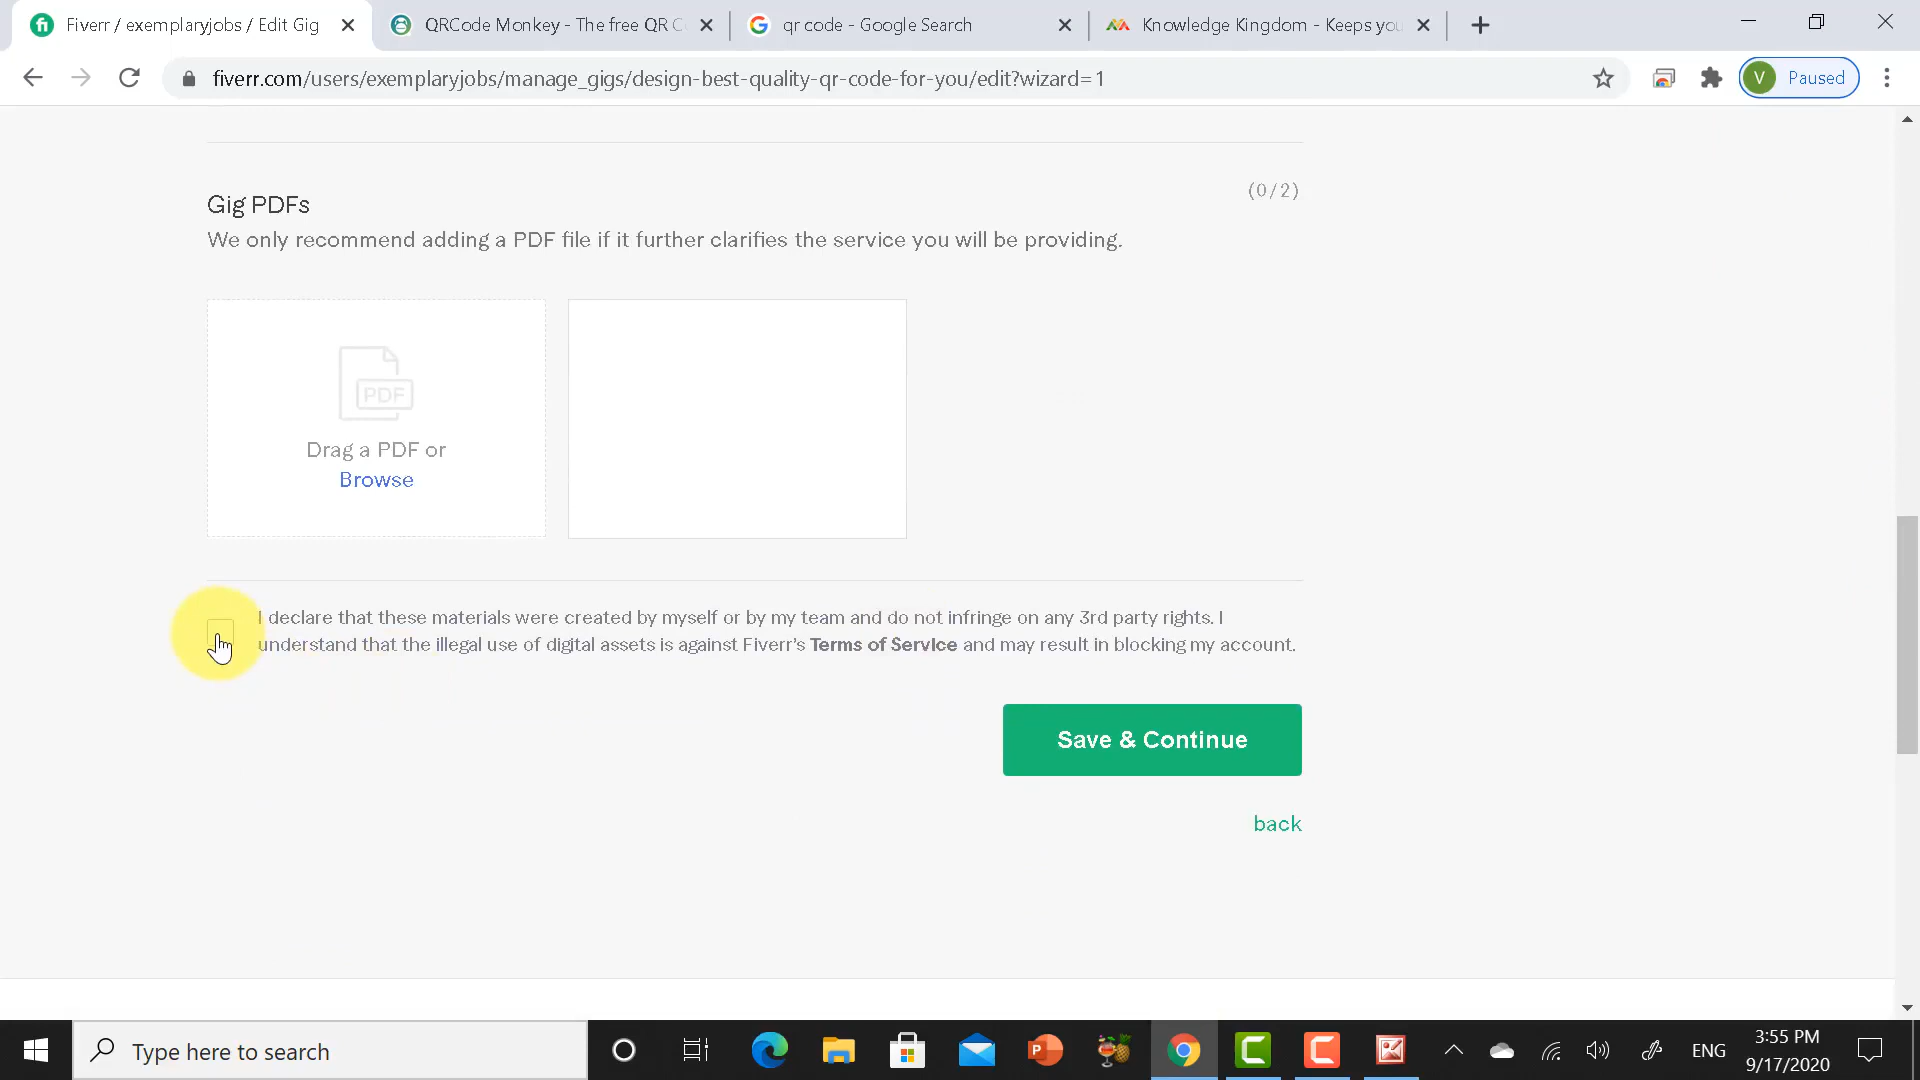 Fiverr / exemplaryjobs / Edit Gig
QRCode Monkey - The free QR C
qr code - Google Search
Knowledge Kingdom - Keeps you
fiverr.com/users/exemplaryjobs/manage_gigs/design-best-quality-qr-code-for-you/edit?wizard=1
V Paused
Gig PDFs
(0/2)
We only recommend adding a PDF file if it further clarifies the service you will be providing.
PDF
Drag a PDF or
Browse
I declare that these materials were created by myself or by my team and do not infringe on any 3rd party rights. I
understand that the illegal use of digital assets is against Fiverr's Terms of Service and may result in blocking my account.
Save & Continue
back
Type here to search
ENG
3:55 PM
9/17/2020